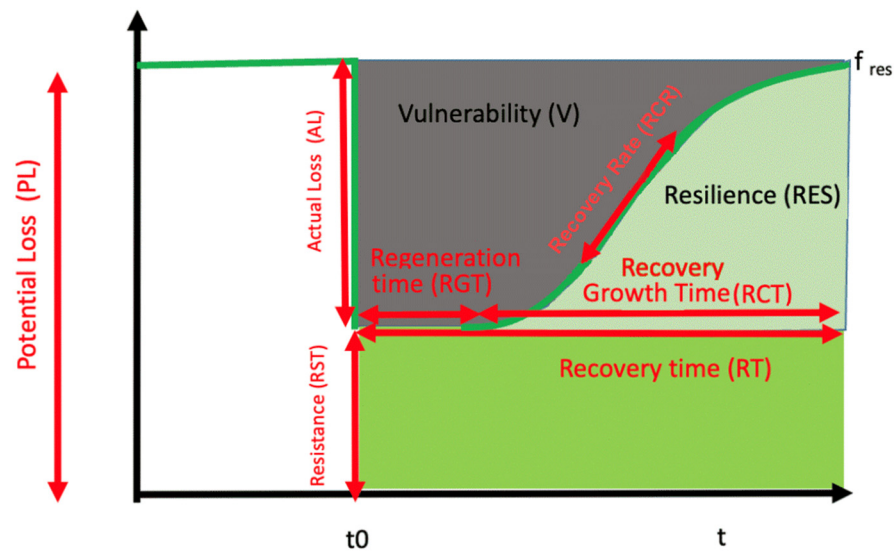 f res
Vulnerability (V)
Potential Loss (PL)
Actual Loss (AL)
Recovery Rate (RCR)
Resilience (RES)
Regeneration
time (RGT)
Recovery
Growth Time (RCT)
Recovery time (RT)
Resistance (RST)
t0
t